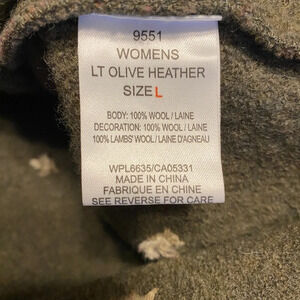 9551
WOMENS
LT OLIVE HEATHER
SIZE L
BODY: 100% WOOL / LAINE
DECORATION: 100% WOOL / LAINE
100% LAMBS' WOOL / LAINE D'AGNEAU
WPL6635/CA05331
MADE IN CHINA
FABRIQUE EN CHINE
SEE REVERSE FOR CARE